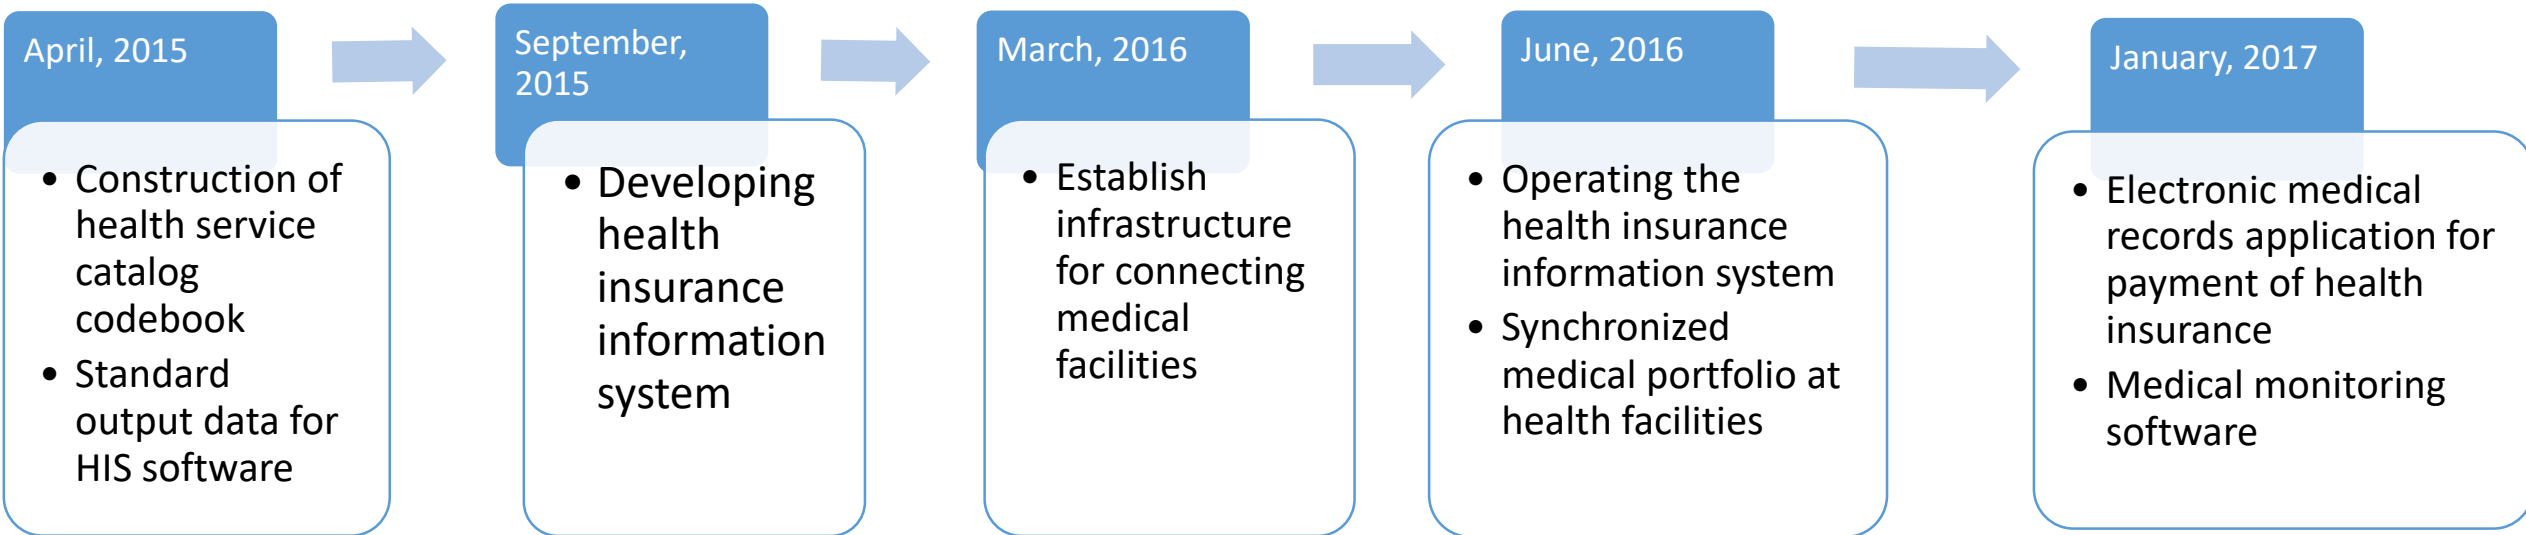 April, 2015
• Construction of
health service
catalog
codebook
• Standard
output data for
HIS software
September,
2015
• Developing
health
insurance
information
system
March, 2016
• Establish
infrastructure
for connecting
medical
facilities
June, 2016
• Operating the
health insurance
information system
• Synchronized
medical portfolio at
health facilities
January, 2017
• Electronic medical
records application for
payment of health
insurance
• Medical monitoring
software